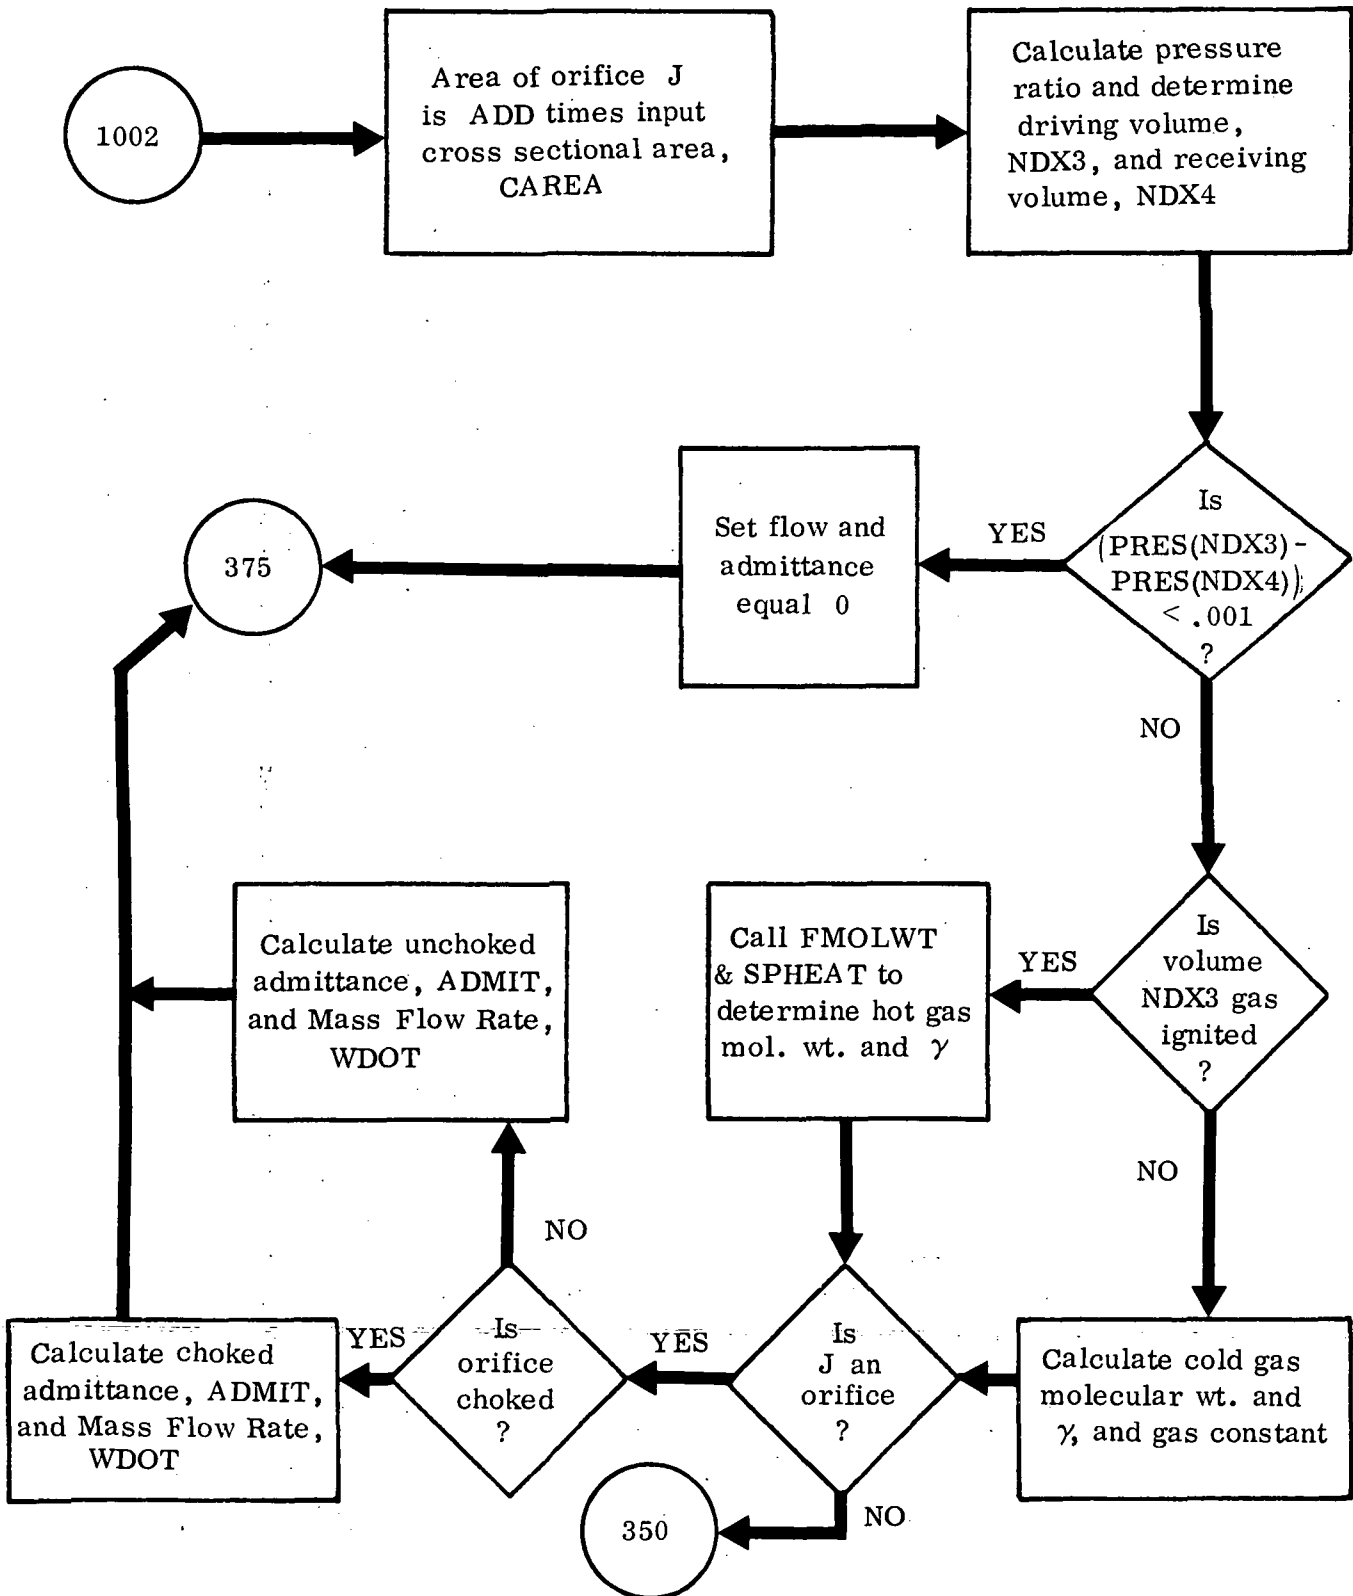 1002
Area of orifice J
is ADD times input
cross sectional area,
CAREA
Calculate pressure
ratio and determine
driving volume,
NDX3, and receiving
volume, NDX4
Is
(PRES(NDX3) -
PRES(NDX4))
< .001
?
YES
NO
Set flow and
admittance
equal 0
375
Is
volume
NDX3 gas
ignited
?
YES
NO
Call FMOLWT
& SPHEAT to
determine hot gas
mol. wt. and γ
Calculate unchoked
admittance, ADMIT,
and Mass Flow Rate,
WDOT
NO
Calculate cold gas
molecular wt. and
γ, and gas constant
Is
J an
orifice
?
YES
NO
Is
orifice
choked
?
YES
Calculate choked
admittance, ADMIT,
and Mass Flow Rate,
WDOT
350